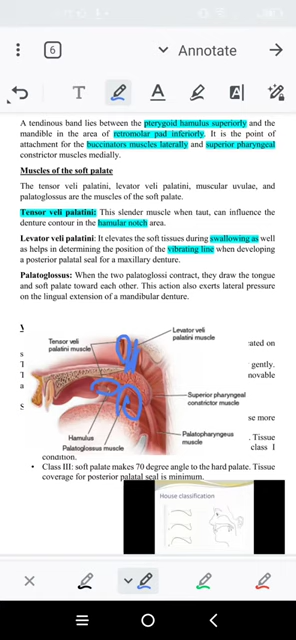 6
Annotate
T
A
A
A tendinous band lies between the pterygoid hamulus superiorly and the
mandible in the area of retromolar pad inferiorly. It is the point of
attachment for the buccinators muscles laterally and superior pharyngeal
constrictor muscles medially.
Muscles of the soft palate
The tensor veli palatini, levator veli palatini, muscular uvulae, and
palatoglossus are the muscles of the soft palate.
Tensor veli palatini: This slender muscle when taut, can influence the
denture contour in the hamular notch area.
Levator veli palatini: It elevates the soft tissues during swallowing as well
as helps in determining the position of the vibrating line when developing
a posterior palatal seal for a maxillary denture.
Palatoglossus: When the two palatoglossi contract, they draw the tongue
and soft palate toward each other. This action also exerts lateral pressure
on the lingual extension of a mandibular denture.
Levator veli
palatini muscle
Tensor veli
palatini muscle
ated on
gently.
movable
Superior pharyngeal
constrictor muscle
se more
Hamulus
Palatoglossus muscle
Palatopharyngeus
muscle
. Tissue
class I
condition.
• Class III: soft palate makes 70 degree angle to the hard palate. Tissue
coverage for posterior palatal seal is minimum.
House classification